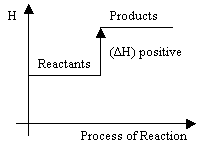 Products
H
(ΔH) positive
Reactants
Process of Reaction